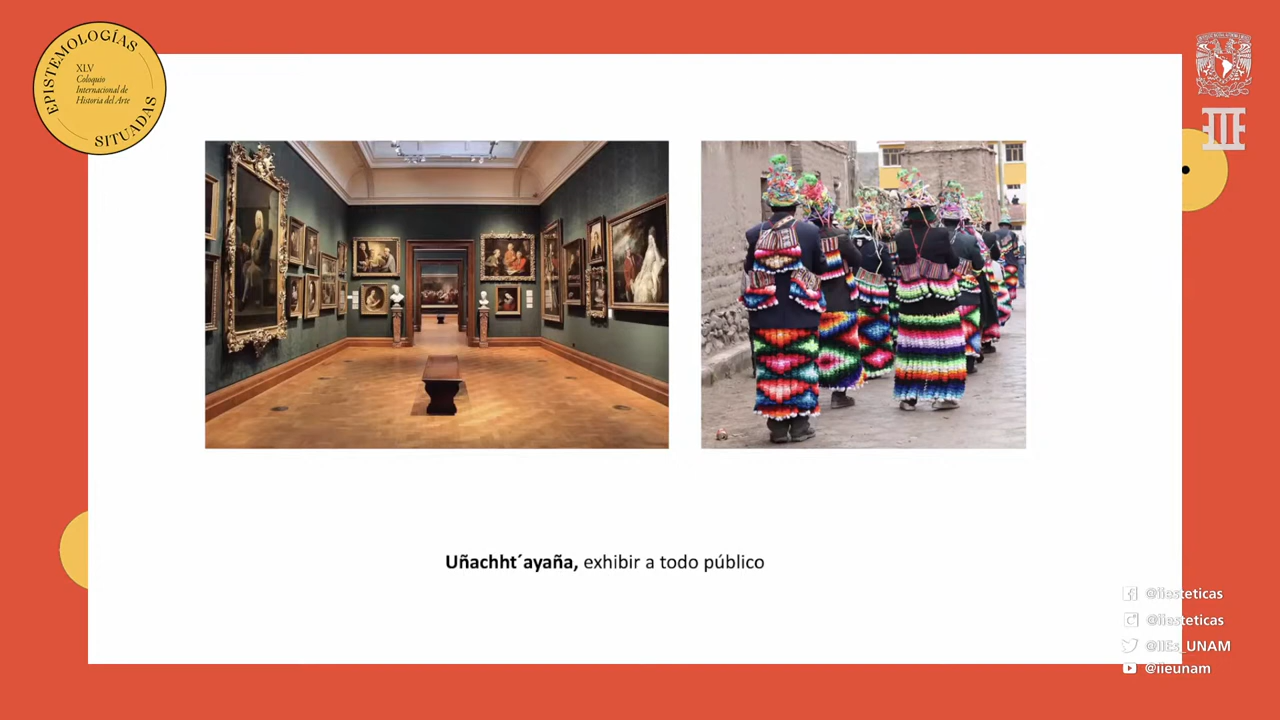 EPISTEMOLOGÍAS
XLV
Coloquio
Internacional de
Historia del Arte
SITUADAS
Uñachht´ayaña, exhibir a todo público
@iiesteticas
@iiesteticas
@IIEs_UNAM
@iieunam